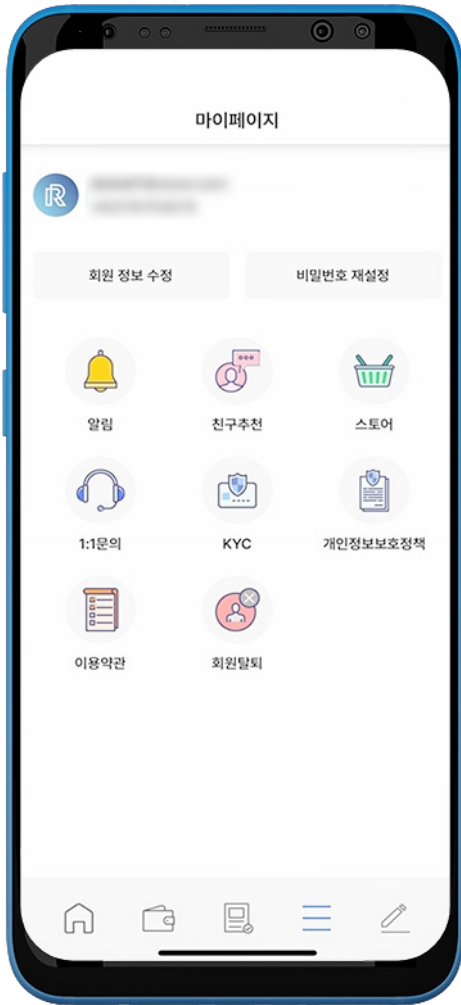 마이페이지
회원 정보 수정
비밀번호 재설정
알림
친구추천
스토어
1:1문의
KYC
개인정보보호정책
이용약관
회원탈퇴